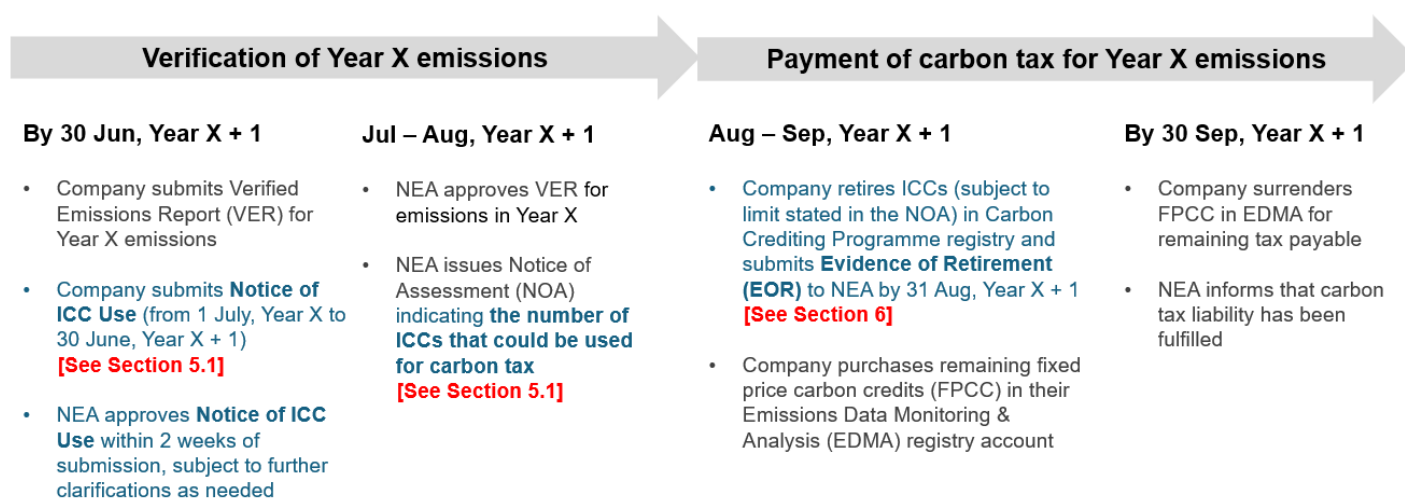 Verification of Year X emissions
Payment of carbon tax for Year X emissions
By 30 Jun, Year X + 1
• Company submits Verified
Emissions Report (VER) for
Year X emissions
• Company submits Notice of
ICC Use (from 1 July, Year X to
30 June, Year X + 1)
[See Section 5.1]
• NEA approves Notice of ICC
Use within 2 weeks of
submission, subject to further
clarifications as needed
Jul – Aug, Year X + 1
• NEA approves VER for
emissions in Year X
• NEA issues Notice of
Assessment (NOA)
indicating the number of
ICCs that could be used
for carbon tax
[See Section 5.1]
Aug – Sep, Year X + 1
• Company retires ICCs (subject to
limit stated in the NOA) in Carbon
Crediting Programme registry and
submits Evidence of Retirement
(EOR) to NEA by 31 Aug, Year X + 1
[See Section 6]
• Company purchases remaining fixed
price carbon credits (FPCC) in their
Emissions Data Monitoring &
Analysis (EDMA) registry account
By 30 Sep, Year X + 1
• Company surrenders
FPCC in EDMA for
remaining tax payable
• NEA informs that carbon
tax liability has been
fulfilled